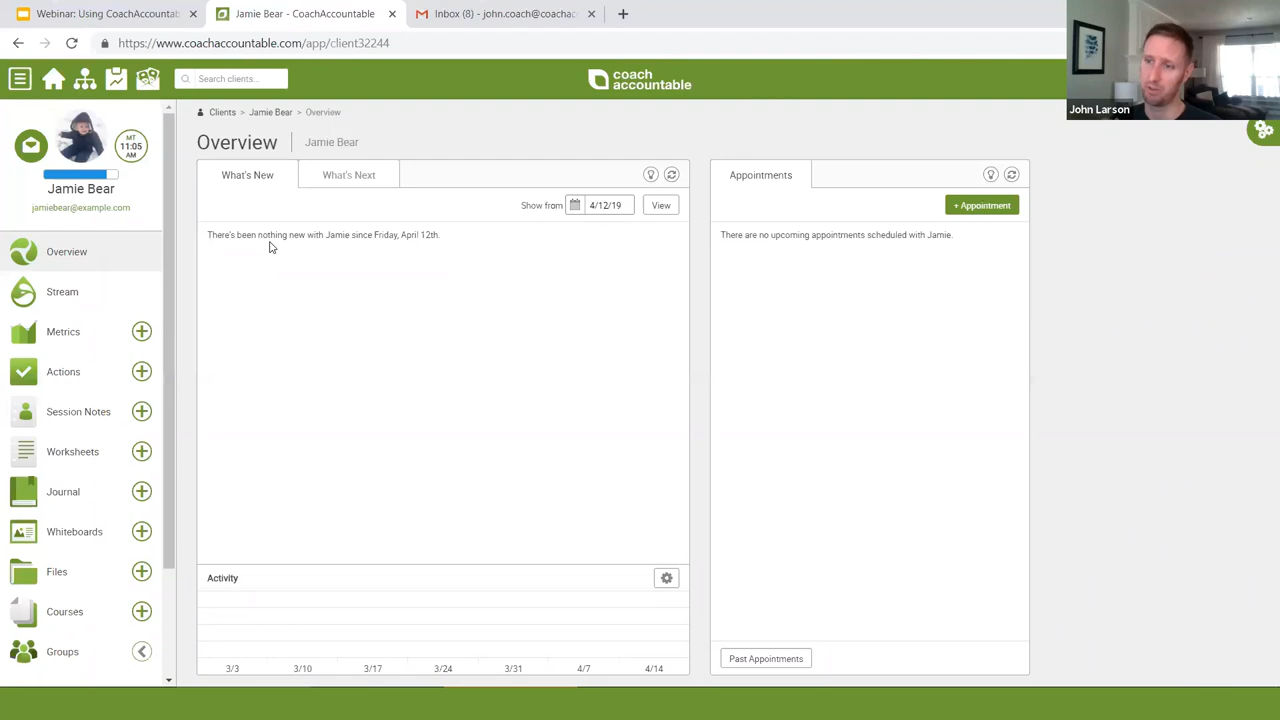 Webinar: Using CoachAccountab
Jamie Bear - CoachAccountable
Inbox (8) - john.coach@coachac
https://www.coachaccountable.com/app/client32244
Search clients...
coach
accountable
John Larson
MT
11:05
AM
Jamie Bear
jamiebear@example.com
Overview
Stream
Metrics
Actions
Session Notes
Worksheets
Journal
Whiteboards
Files
Courses
Groups
Clients > Jamie Bear > Overview
Overview Jamie Bear
What's New What's Next
Show from 4/12/19 View
There's been nothing new with Jamie since Friday, April 12th.
Activity
3/3 3/10 3/17 3/24 3/31 4/7 4/14
Appointments
+ Appointment
There are no upcoming appointments scheduled with Jamie.
Past Appointments